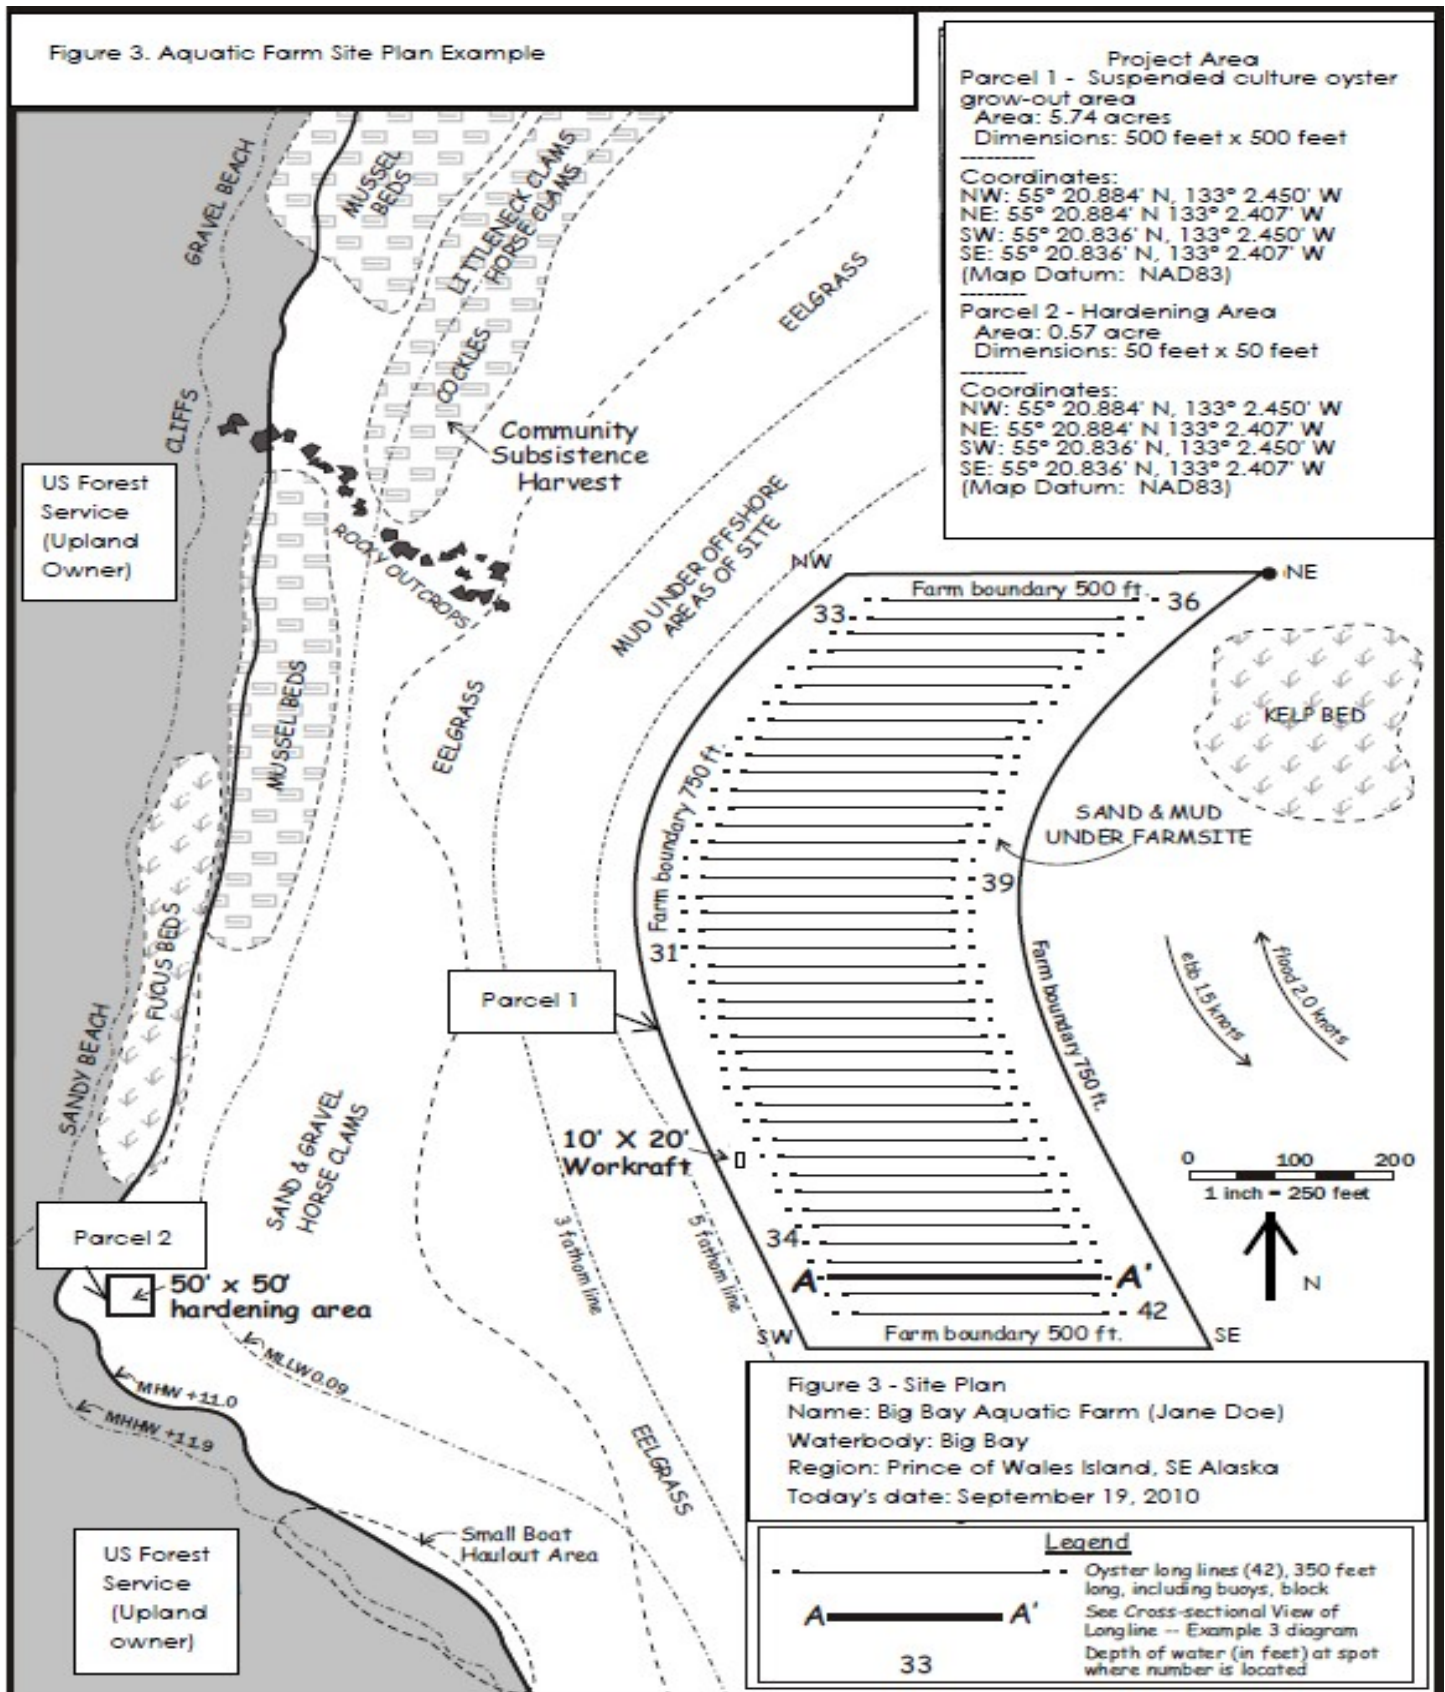 Figure 3. Aquatic Farm Site Plan Example
Project Area
Parcel 1 - Suspended culture oyster
grow-out area
Area: 5.74 acres
Dimensions: 500 feet x 500 feet
---------
Coordinates:
NW: 55° 20.884' N, 133° 2.450' W
NE: 55° 20.884' N 133° 2.407' W
SW: 55° 20.836' N, 133° 2.450' W
SE: 55° 20.836' N, 133° 2.407' W
(Map Datum: NAD83)
--------
Parcel 2 - Hardening Area
Area: 0.57 acre
Dimensions: 50 feet x 50 feet
--------
Coordinates:
NW: 55° 20.884' N, 133° 2.450' W
NE: 55° 20.884' N, 133° 2.407' W
SW: 55° 20.836' N, 133° 2.450' W
SE: 55° 20.836' N, 133° 2.407' W
(Map Datum: NAD83)
GRAVEL BEACH
MUSSEL
BEDS
LITTLENECK CLAMS
HORSE CLAMS
COCKLES
EELGRASS
CLIFFS
Community
Subsistence
Harvest
US Forest
Service
(Upland
Owner)
ROCKY OUTCROPS
MUD UNDER OFFSHORE
AREAS OF SITE
NW
NE
Farm boundary 500 ft.
33
36
KELP BED
MUSSEL BEDS
EELGRASS
Farm boundary 750 ft.
SAND & MUD
UNDER FARMSITE
39
31
FUCUS BEDS
Parcel 1
Farm boundary 750 ft.
ebb 1.5 knots
flood 2.0 knots
SANDY BEACH
SAND & GRAVEL
HORSE CLAMS
10' X 20'
Workraft
0 100 200
1 inch = 250 feet
N
Parcel 2
50' x 50'
hardening area
3 fathom line
5 fathom line
34
A A'
42
SW
SE
Farm boundary 500 ft.
MLLW 0.09
MHW +11.0
MHHW +11.9
EELGRASS
Small Boat
Haulout Area
US Forest
Service
(Upland
owner)
Figure 3 - Site Plan
Name: Big Bay Aquatic Farm (Jane Doe)
Waterbody: Big Bay
Region: Prince of Wales Island, SE Alaska
Today's date: September 19, 2010
Legend
Oyster long lines (42), 350 feet
long, including buoys, block
A A'
See Cross-sectional View of
Longline -- Example 3 diagram
33
Depth of water (in feet) at spot
where number is located